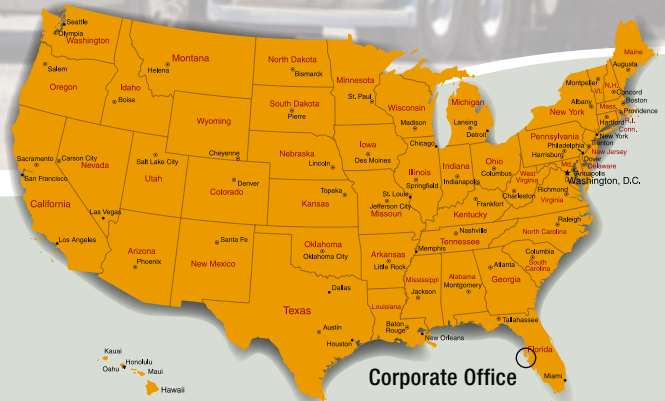 Seattle
Olympia
Washington
Salem
Oregon
Montana
Helena
Idaho
Boise
North Dakota
Bismarck
South Dakota
Pierre
Wyoming
Cheyenne
Minnesota
St. Paul
Wisconsin
Madison
Michigan
Lansing
Detroit
Chicago
Maine
Augusta
Montpelier
Vt.
N.H.
Concord
Albany
Mass.
Boston
Providence
New York
Hartford
R.I.
Conn.
Pennsylvania
New York
Philadelphia
Trenton
Harrisburg
New Jersey
Dover
Delaware
Md.
Annapolis
Washington, D.C.
Sacramento
Carson City
Nevada
San Francisco
California
Las Vegas
Los Angeles
Salt Lake City
Utah
Denver
Colorado
Nebraska
Lincoln
Iowa
Des Moines
Topeka
Kansas
Illinois
Springfield
St. Louis
Jefferson City
Missouri
Indiana
Indianapolis
Ohio
Columbus
West
Virginia
Charleston
Richmond
Virginia
Frankfort
Kentucky
Nashville
Tennessee
Memphis
Raleigh
North Carolina
Columbia
South
Carolina
Arizona
Phoenix
Santa Fe
New Mexico
Oklahoma
Oklahoma City
Arkansas
Little Rock
Mississippi
Jackson
Alabama
Montgomery
Atlanta
Georgia
Dallas
Texas
Austin
Houston
Louisiana
Baton
Rouge
New Orleans
Tallahassee
Florida
Miami
Kauai
Oahu
Honolulu
Maui
Hawaii
Corporate Office